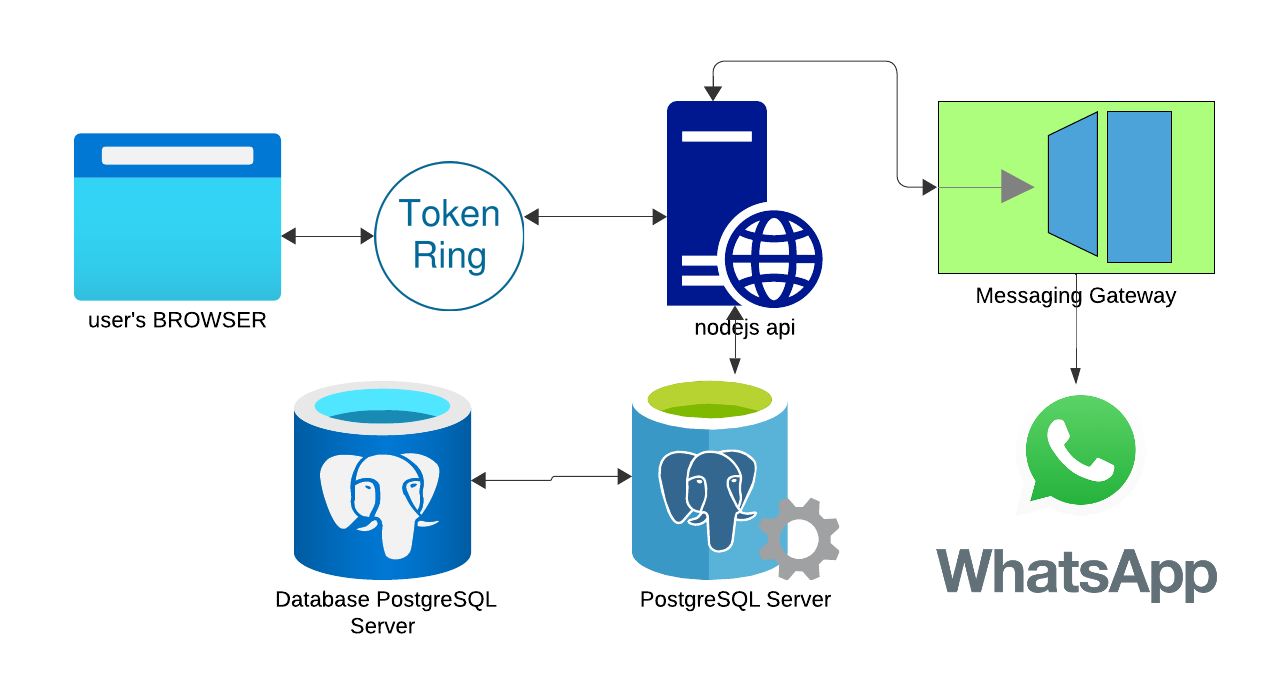 Token
Ring
user's BROWSER
nodejs api
Messaging Gateway
Database PostgreSQL
Server
PostgreSQL Server
WhatsApp